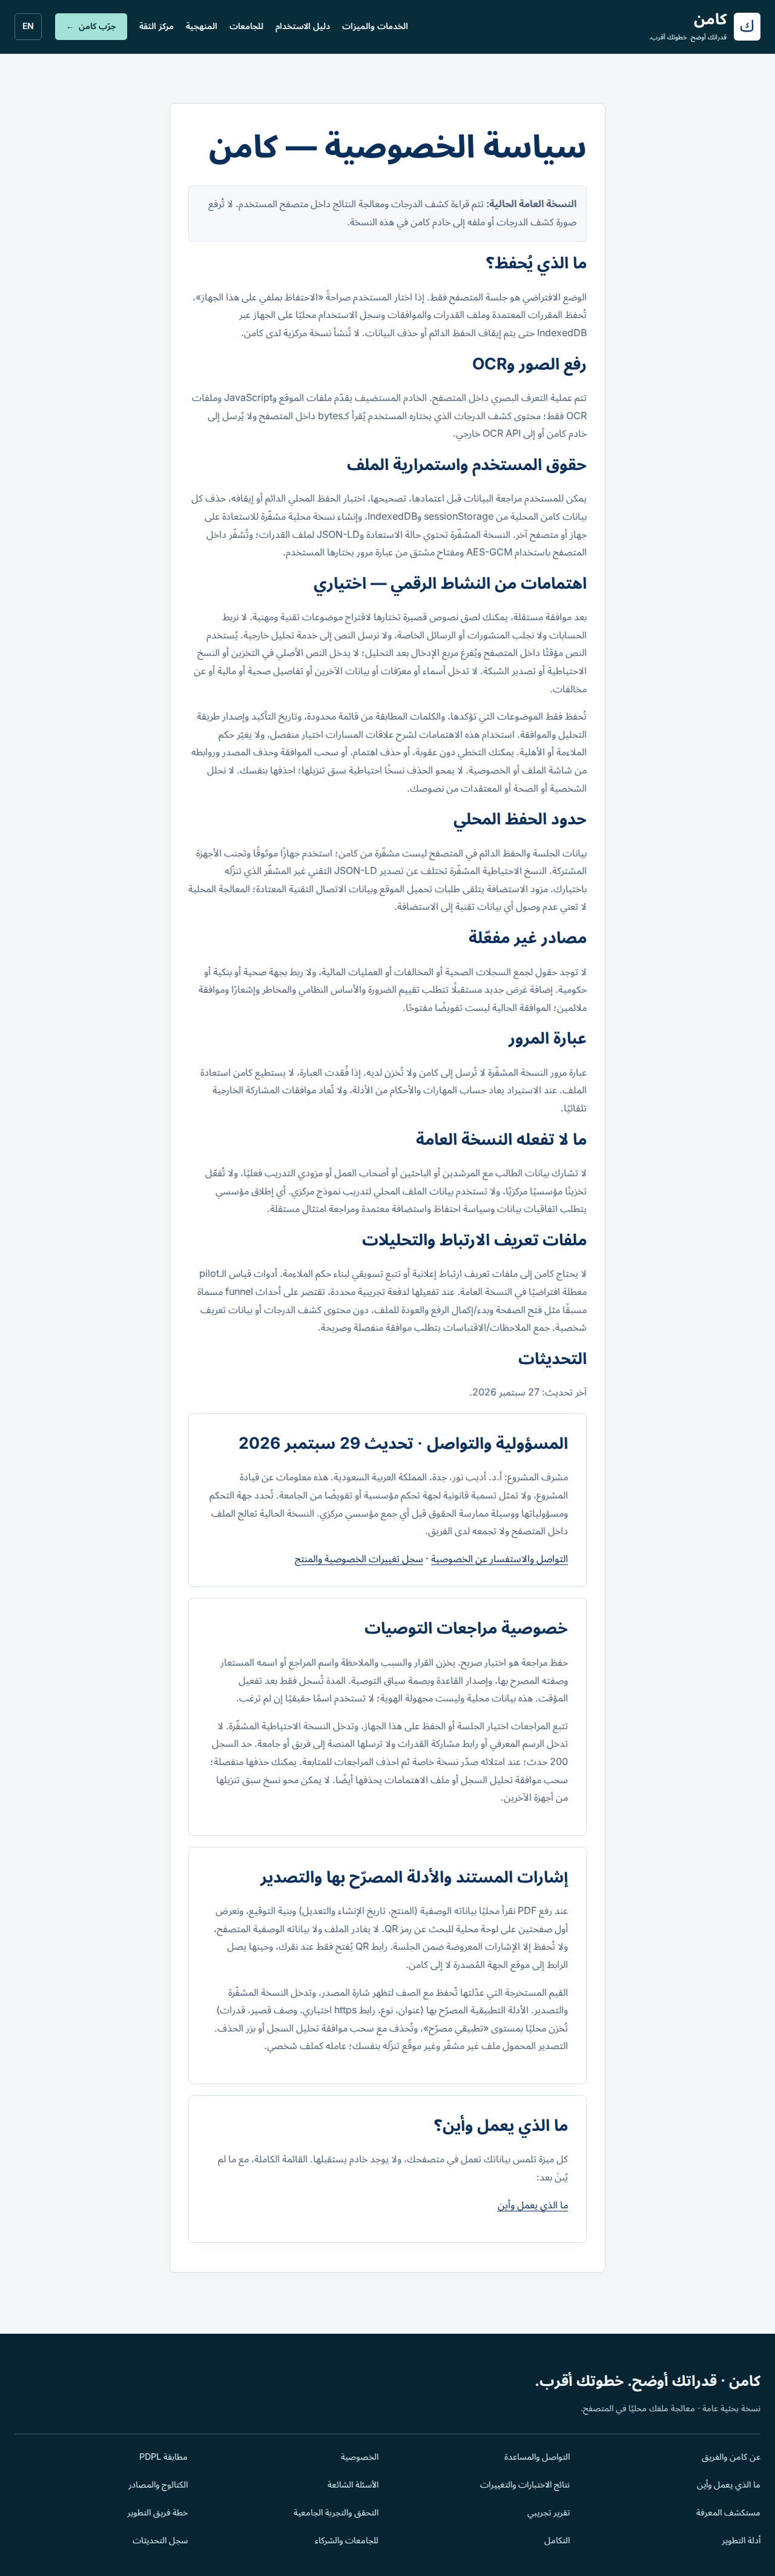 كامن
قدراتك أوضح. خطوتك أقرب.
الخدمات والميزات
دليل الاستخدام
للجامعات
المنهجية
مركز الثقة
جرّب كامن ←
EN
سياسة الخصوصية — كامن
النسخة العامة الحالية: تتم قراءة كشف الدرجات ومعالجة النتائج داخل متصفح المستخدم. لا تُرفع
صورة كشف الدرجات أو ملفه إلى خادم كامن في هذه النسخة.
ما الذي يُحفظ؟
الوضع الافتراضي هو جلسة المتصفح فقط. إذا اختار المستخدم صراحةً «الاحتفاظ بملفي على هذا الجهاز»،
تُحفظ المقررات المعتمدة وملف القدرات والموافقات وسجل الاستخدام محليًا على الجهاز عبر
IndexedDB حتى يتم إيقاف الحفظ الدائم أو حذف البيانات. لا تُنشأ نسخة مركزية لدى كامن.
رفع الصور وOCR
تتم عملية التعرف البصري داخل المتصفح. الخادم المستضيف يقدّم ملفات الموقع وJavaScript وملفات
OCR فقط؛ محتوى كشف الدرجات الذي يختاره المستخدم يُقرأ كـbytes داخل المتصفح ولا يُرسل إلى
خادم كامن أو إلى OCR API خارجي.
حقوق المستخدم واستمرارية الملف
يمكن للمستخدم مراجعة البيانات قبل اعتمادها، تصحيحها، اختيار الحفظ المحلي الدائم أو إيقافه، حذف كل
بيانات كامن المحلية من sessionStorage وIndexedDB، وإنشاء نسخة محلية مشفّرة للاستعادة على
جهاز أو متصفح آخر. النسخة المشفّرة تحتوي حالة الاستعادة وJSON-LD لملف القدرات؛ وتُشفّر داخل
المتصفح باستخدام AES-GCM ومفتاح مشتق من عبارة مرور يختارها المستخدم.
اهتمامات من النشاط الرقمي — اختياري
بعد موافقة مستقلة، يمكنك لصق نصوص قصيرة تختارها لاقتراح موضوعات تقنية ومهنية. لا نربط
الحسابات ولا نجلب المنشورات أو الرسائل الخاصة، ولا نرسل النص إلى خدمة تحليل خارجية. يُستخدم
النص مؤقتًا داخل المتصفح ويُفرغ مربع الإدخال بعد التحليل؛ لا يدخل النص الأصلي في التخزين أو النسخ
الاحتياطية أو تصدير الشبكة. لا تدخل أسماء أو معرّفات أو بيانات الآخرين أو تفاصيل صحية أو مالية أو عن
مخالفات.
تُحفظ فقط الموضوعات التي تؤكدها، والكلمات المطابقة من قائمة محدودة، وتاريخ التأكيد وإصدار طريقة
التحليل والموافقة. استخدام هذه الاهتمامات لشرح علاقات المسارات اختيار منفصل، ولا يغيّر حكم
الملاءمة أو الأهلية. يمكنك التخطي دون عقوبة، أو حذف اهتمام، أو سحب الموافقة وحذف المصدر وروابطه
من شاشة الملف أو الخصوصية. لا يمحو الحذف نسخًا احتياطية سبق تنزيلها؛ احذفها بنفسك. لا نحلل
الشخصية أو الصحة أو المعتقدات من نصوصك.
حدود الحفظ المحلي
بيانات الجلسة والحفظ الدائم في المتصفح ليست مشفّرة من كامن؛ استخدم جهازًا موثوقًا وتجنب الأجهزة
المشتركة. النسخ الاحتياطية المشفّرة تختلف عن تصدير JSON-LD التقني غير المشفّر الذي تنزّله
باختيارك. مزود الاستضافة يتلقى طلبات تحميل الموقع وبيانات الاتصال التقنية المعتادة؛ المعالجة المحلية
لا تعني عدم وصول أي بيانات تقنية إلى الاستضافة.
مصادر غير مفعّلة
لا توجد حقول لجمع السجلات الصحية أو المخالفات أو العمليات المالية، ولا ربط بجهة صحية أو بنكية أو
حكومية. إضافة غرض جديد مستقبلًا تتطلب تقييم الضرورة والأساس النظامي والمخاطر وإشعارًا وموافقة
ملائمين؛ الموافقة الحالية ليست تفويضًا مفتوحًا.
عبارة المرور
عبارة مرور النسخة المشفّرة لا تُرسل إلى كامن ولا تُخزن لديه. إذا فُقدت العبارة، لا يستطيع كامن استعادة
الملف. عند الاستيراد يعاد حساب المهارات والأحكام من الأدلة، ولا تُعاد موافقات المشاركة الخارجية
تلقائيًا.
ما لا تفعله النسخة العامة
لا تشارك بيانات الطالب مع المرشدين أو الباحثين أو أصحاب العمل أو مزودي التدريب فعليًا، ولا تُفعّل
تخزينًا مؤسسيًا مركزيًا، ولا تستخدم بيانات الملف المحلي لتدريب نموذج مركزي. أي إطلاق مؤسسي
يتطلب اتفاقيات بيانات وسياسة احتفاظ واستضافة معتمدة ومراجعة امتثال مستقلة.
ملفات تعريف الارتباط والتحليلات
لا يحتاج كامن إلى ملفات تعريف ارتباط إعلانية أو تتبع تسويقي لبناء حكم الملاءمة. أدوات قياس الـpilot
معطلة افتراضيًا في النسخة العامة. عند تفعيلها لدفعة تجريبية محددة، تقتصر على أحداث funnel مسماة
مسبقًا مثل فتح الصفحة وبدء/إكمال الرفع والعودة للملف، دون محتوى كشف الدرجات أو بيانات تعريف
شخصية. جمع الملاحظات/الاقتباسات يتطلب موافقة منفصلة وصريحة.
التحديثات
آخر تحديث: 27 سبتمبر 2026.
المسؤولية والتواصل · تحديث 29 سبتمبر 2026
مشرف المشروع: أ.د. أديب نور، جدة، المملكة العربية السعودية. هذه معلومات عن قيادة
المشروع، ولا تمثل تسمية قانونية لجهة تحكم مؤسسية أو تفويضًا من الجامعة. تُحدد جهة التحكم
ومسؤولياتها ووسيلة ممارسة الحقوق قبل أي جمع مؤسسي مركزي. النسخة الحالية تعالج الملف
داخل المتصفح ولا تجمعه لدى الفريق.
التواصل والاستفسار عن الخصوصية · سجل تغييرات الخصوصية والمنتج
خصوصية مراجعات التوصيات
حفظ مراجعة هو اختيار صريح. يخزن القرار والسبب والملاحظة واسم المراجع أو اسمه المستعار
وصفته المصرح بها، وإصدار القاعدة وبصمة سياق التوصية. المدة تُسجل فقط بعد تفعيل
المؤقت. هذه بيانات محلية وليست مجهولة الهوية؛ لا تستخدم اسمًا حقيقيًا إن لم ترغب.
تتبع المراجعات اختيار الجلسة أو الحفظ على هذا الجهاز، وتدخل النسخة الاحتياطية المشفّرة. لا
تدخل الرسم المعرفي أو رابط مشاركة القدرات ولا ترسلها المنصة إلى فريق أو جامعة. حد السجل
200 حدث؛ عند امتلائه صدّر نسخة خاصة ثم احذف المراجعات للمتابعة. يمكنك حذفها منفصلة؛
سحب موافقة تحليل السجل أو ملف الاهتمامات يحذفها أيضًا. لا يمكن محو نسخ سبق تنزيلها
من أجهزة الآخرين.
إشارات المستند والأدلة المصرّح بها والتصدير
عند رفع PDF نقرأ محليًا بياناته الوصفية (المنتج، تاريخ الإنشاء والتعديل) وبنية التوقيع، ونعرض
أول صفحتين على لوحة محلية للبحث عن رمز QR. لا يغادر الملف ولا بياناته الوصفية المتصفح،
ولا تُحفظ إلا الإشارات المعروضة ضمن الجلسة. رابط QR يُفتح فقط عند نقرك، وحينها يصل
الرابط إلى موقع الجهة المُصدرة لا إلى كامن.
القيم المستخرجة التي عدّلتها تُحفظ مع الصف لتظهر شارة المصدر، وتدخل النسخة المشفّرة
والتصدير. الأدلة التطبيقية المصرّح بها (عنوان، نوع، رابط https اختياري، وصف قصير، قدرات)
تُخزن محليًا بمستوى «تطبيقي مصرّح»، وتُحذف مع سحب موافقة تحليل السجل أو بزر الحذف.
التصدير المحمول ملف غير مشفّر وغير موقّع تنزّله بنفسك؛ عامله كملف شخصي.
ما الذي يعمل وأين؟
كل ميزة تلمس بياناتك تعمل في متصفحك، ولا يوجد خادم يستقبلها. القائمة الكاملة، مع ما لم
يُبنَ بعد:
ما الذي يعمل وأين
كامن · قدراتك أوضح. خطوتك أقرب.
نسخة بحثية عامة · معالجة ملفك محليًا في المتصفح.
عن كامن والفريق
التواصل والمساعدة
الخصوصية
مطابقة PDPL
ما الذي يعمل وأين
نتائج الاختبارات والتغييرات
الأسئلة الشائعة
الكتالوج والمصادر
مستكشف المعرفة
تقرير تجريبي
التحقق والتجربة الجامعية
خطة فريق التطوير
أدلة التطوير
التكامل
للجامعات والشركاء
سجل التحديثات